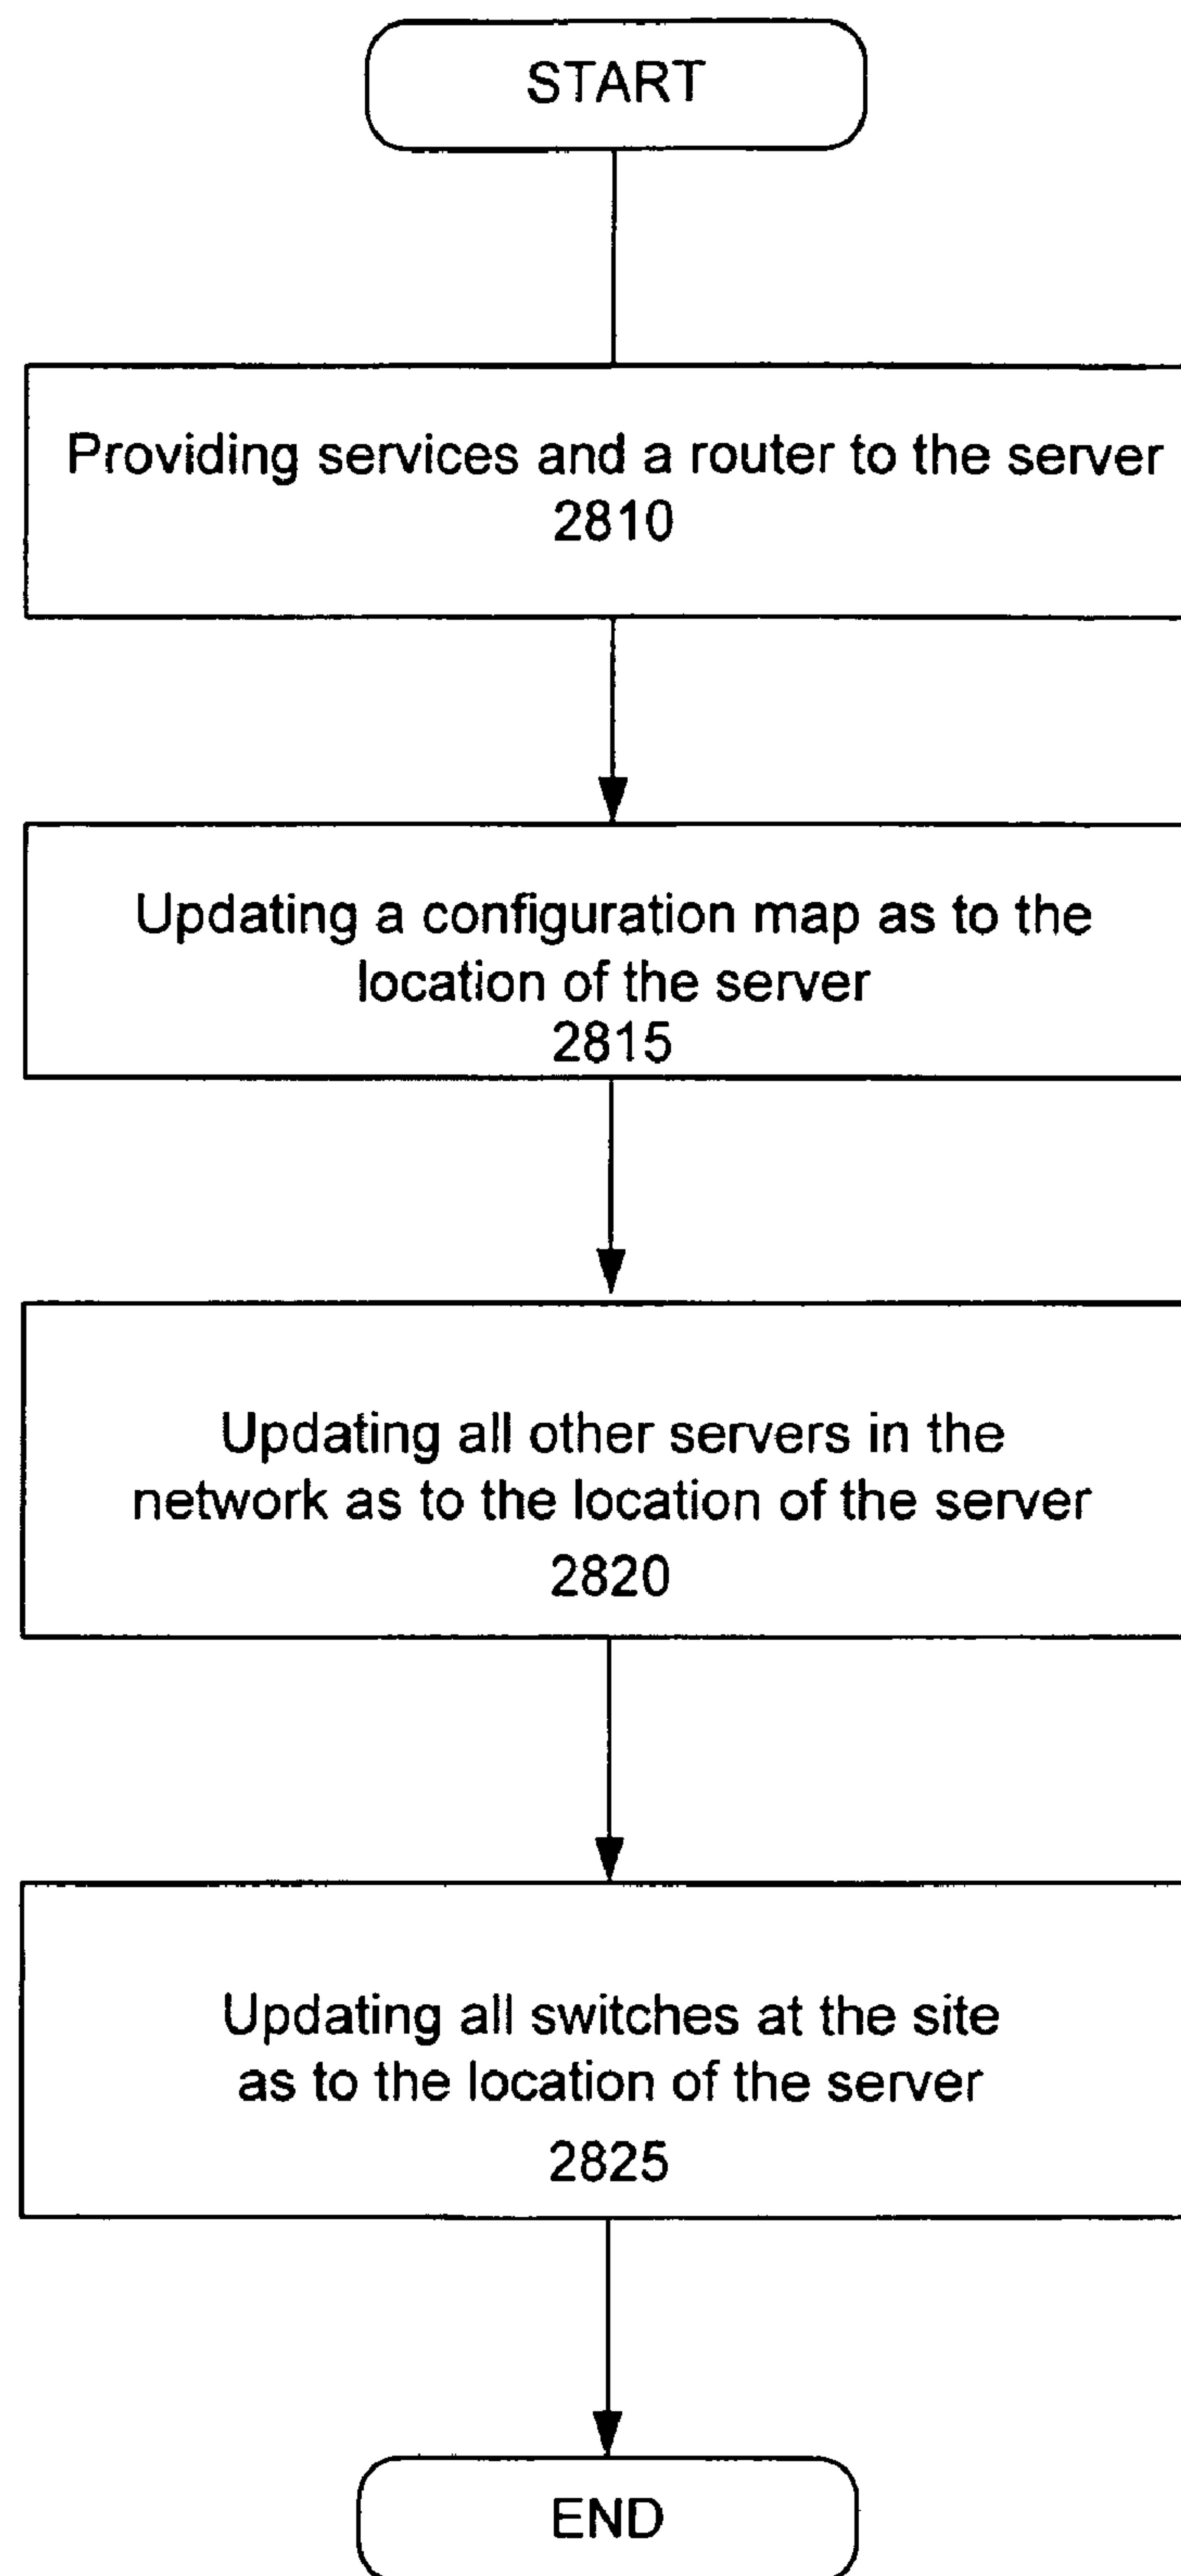 START
Providing services and a router to the server
2810
Updating a configuration map as to the
location of the server
2815
Updating all other servers in the
network as to the location of the server
2820
Updating all switches at the site
as to the location of the server
2825
END